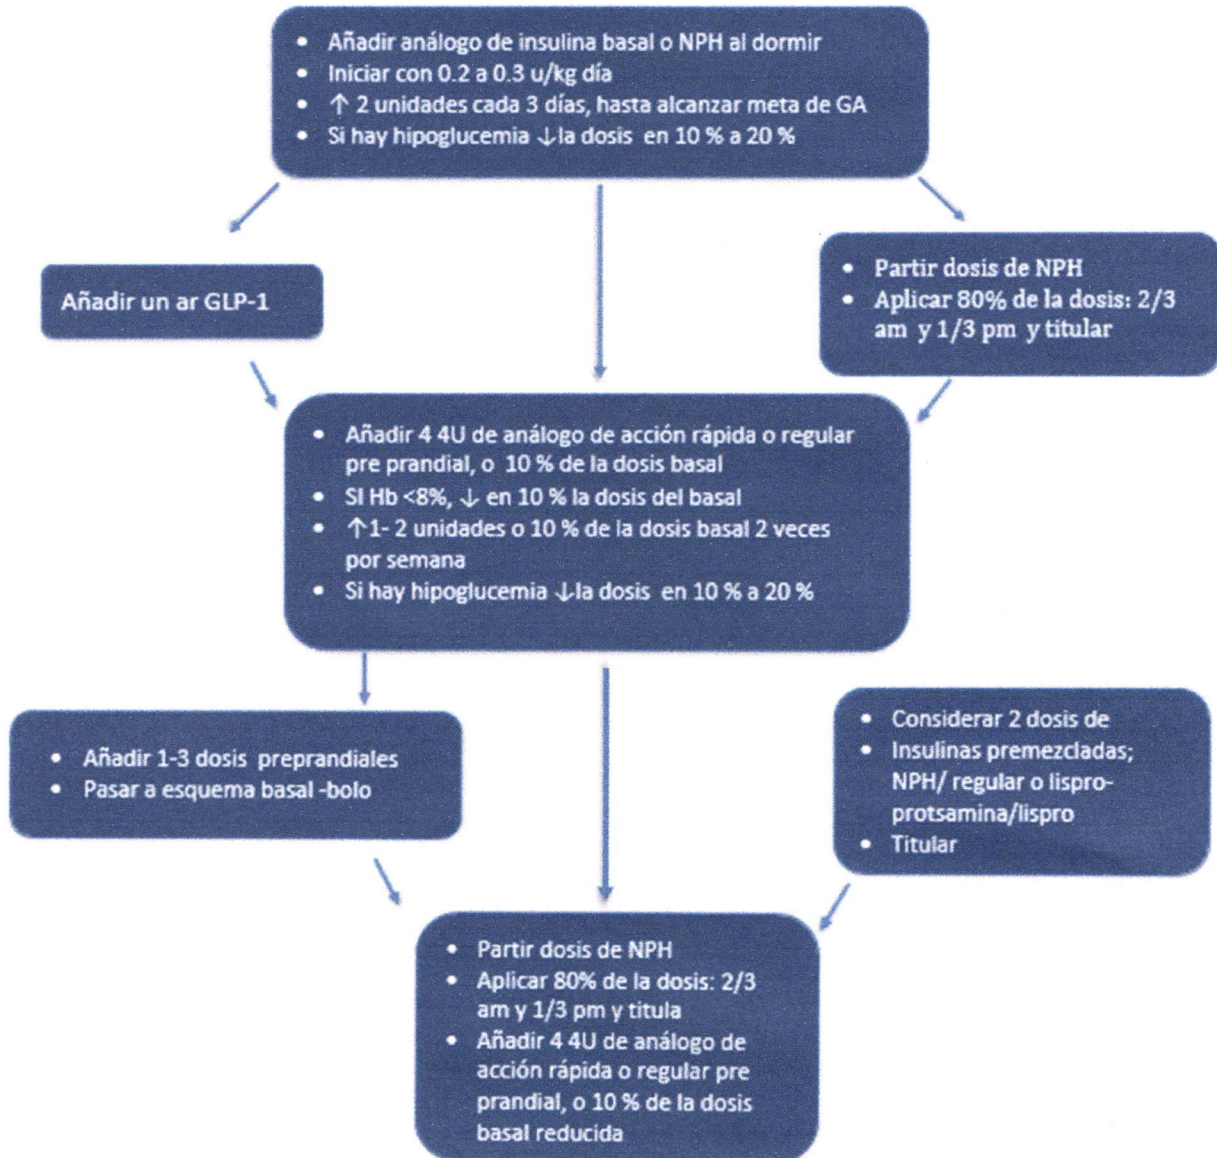 • Añadir análogo de insulina basal o NPH al dormir
• Iniciar con 0.2 a 0.3 u/kg día
• ↑ 2 unidades cada 3 días, hasta alcanzar meta de GA
• Si hay hipoglucemia ↓la dosis en 10 % a 20 %
Añadir un ar GLP-1
• Partir dosis de NPH
• Aplicar 80% de la dosis: 2/3
am y 1/3 pm y titular
• Añadir 4 4U de análogo de acción rápida o regular
pre prandial, o 10 % de la dosis basal
• SI Hb <8%, ↓ en 10 % la dosis del basal
• ↑1- 2 unidades o 10 % de la dosis basal 2 veces
por semana
• Si hay hipoglucemia ↓la dosis en 10 % a 20 %
• Añadir 1-3 dosis preprandiales
• Pasar a esquema basal -bolo
• Considerar 2 dosis de
• Insulinas premezcladas;
NPH/ regular o lispro-
protsamina/lispro
• Titular
• Partir dosis de NPH
• Aplicar 80% de la dosis: 2/3
am y 1/3 pm y titula
• Añadir 4 4U de análogo de
acción rápida o regular pre
prandial, o 10 % de la dosis
basal reducida